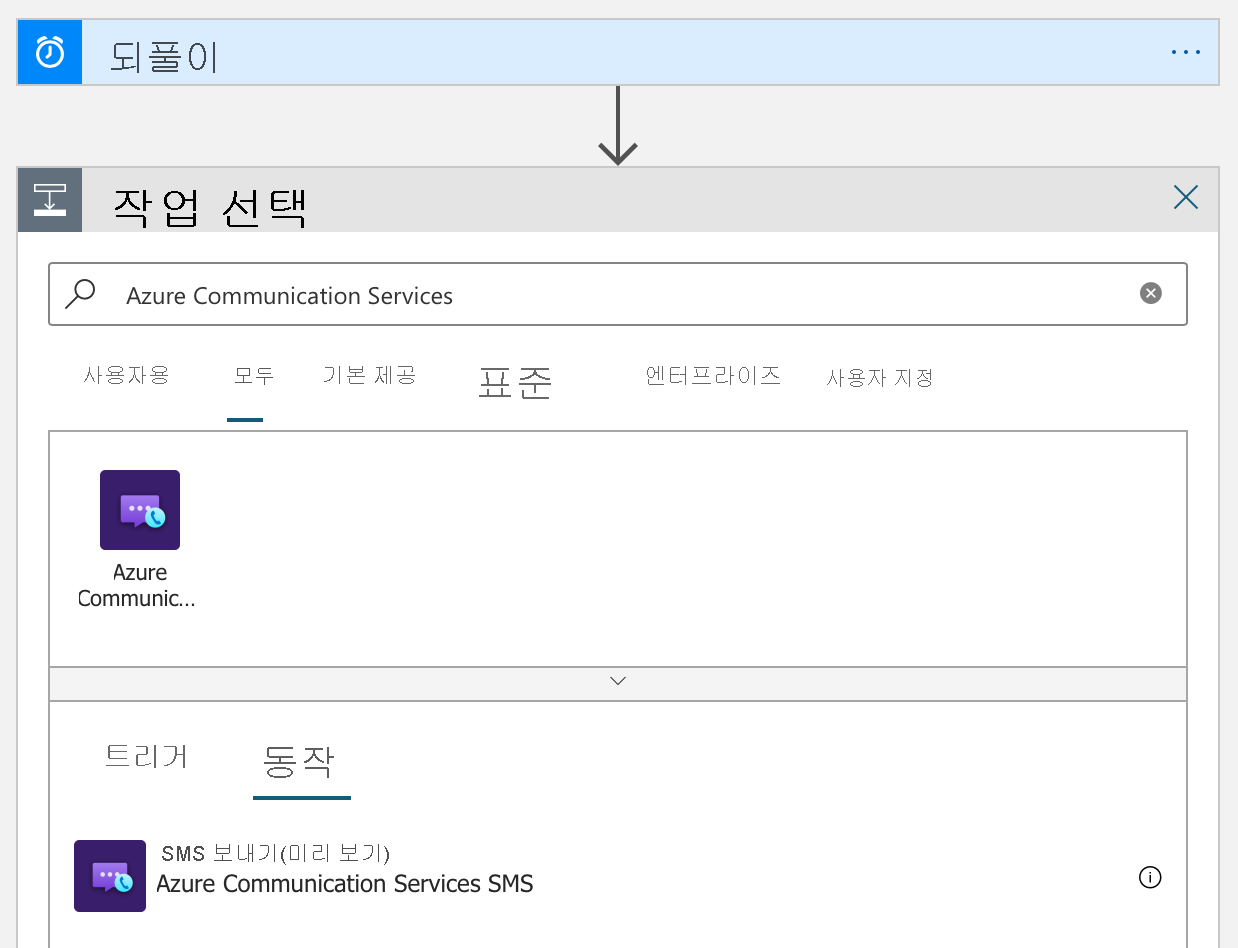 되풀이
작업 선택
Azure Communication Services
사용자용 모두 기본 제공 표준 엔터프라이즈 사용자 지정
Azure
Communic...
트리거 동작
SMS 보내기(미리 보기)
Azure Communication Services SMS